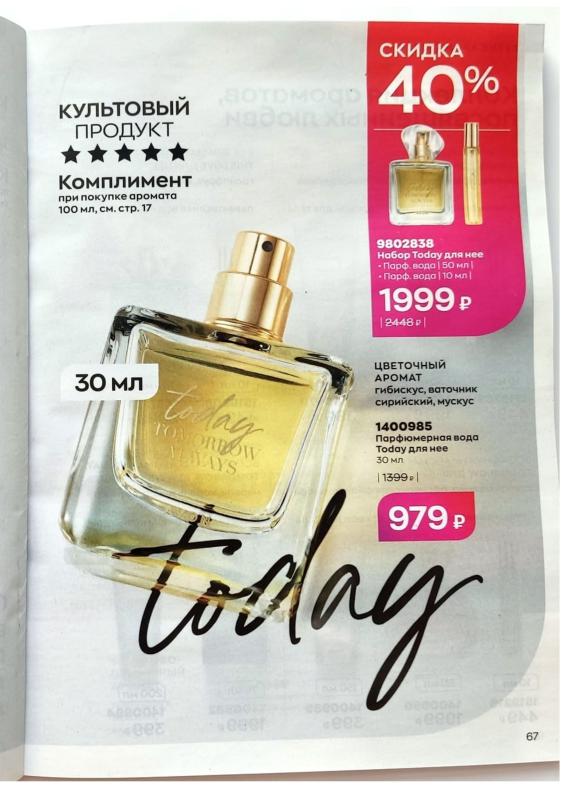 СКИДКА
40%
КУЛЬТОВЫЙ
ПРОДУКТ
Комплимент
при покупке аромата
100 мл, см. стр. 17
9802838
Набор Today для нее
• Парф. вода | 50 мл |
• Парф. вода | 10 мл |
1999 ₽
| 2448 ₽ |
30 МЛ
today
TOMORROW
ALWAYS
ЦВЕТОЧНЫЙ
АРОМАТ
гибискус, ваточник
сирийский, мускус
1400985
Парфюмерная вода
Today для нее
30 мл
| 1399 ₽ |
979 ₽
today
67